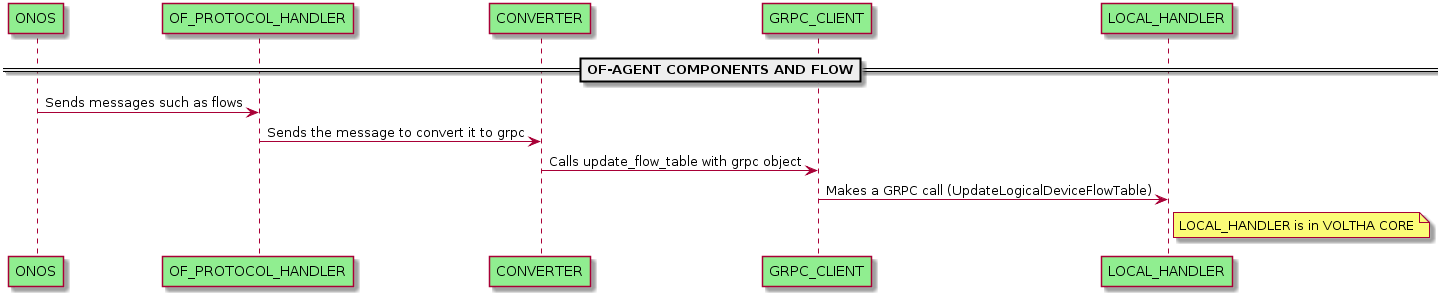 ONOS
OF_PROTOCOL_HANDLER
CONVERTER
GRPC_CLIENT
LOCAL_HANDLER
OF-AGENT COMPONENTS AND FLOW
Sends messages such as flows
Sends the message to convert it to grpc
Calls update_flow_table with grpc object
Makes a GRPC call (UpdateLogicalDeviceFlowTable)
LOCAL_HANDLER is in VOLTHA CORE
ONOS
OF_PROTOCOL_HANDLER
CONVERTER
GRPC_CLIENT
LOCAL_HANDLER